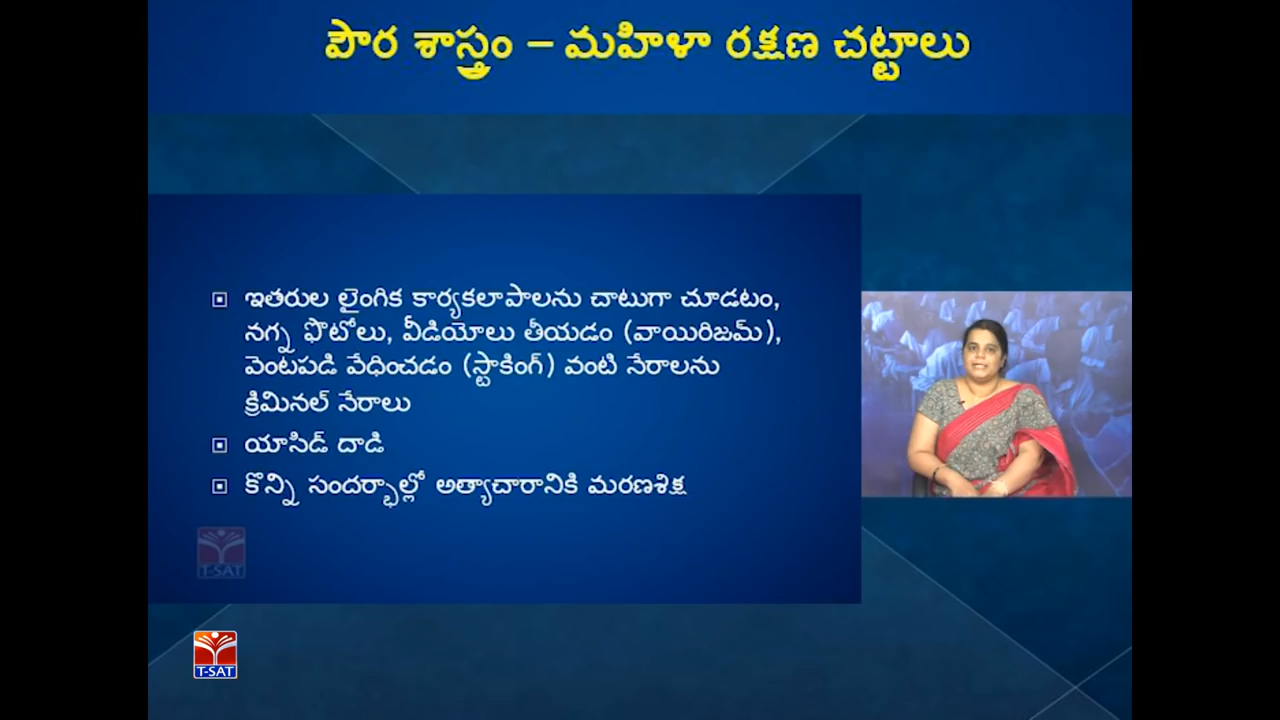 పౌర శాస్త్రం – మహిళా రక్షణ చట్టాలు
ఇతరుల లైంగిక కార్యకలాపాలను చాటుగా చూడటం,
నగ్న ఫొటోలు, వీడియోలు తీయడం (వాయిరిజమ్),
వెంటపడి వేధించడం (స్టాకింగ్) వంటి నేరాలను
క్రిమినల్ నేరాలు
యాసిడ్ దాడి
కొన్ని సందర్భాల్లో అత్యాచారానికి మరణశిక్ష
T-SAT
T-SAT